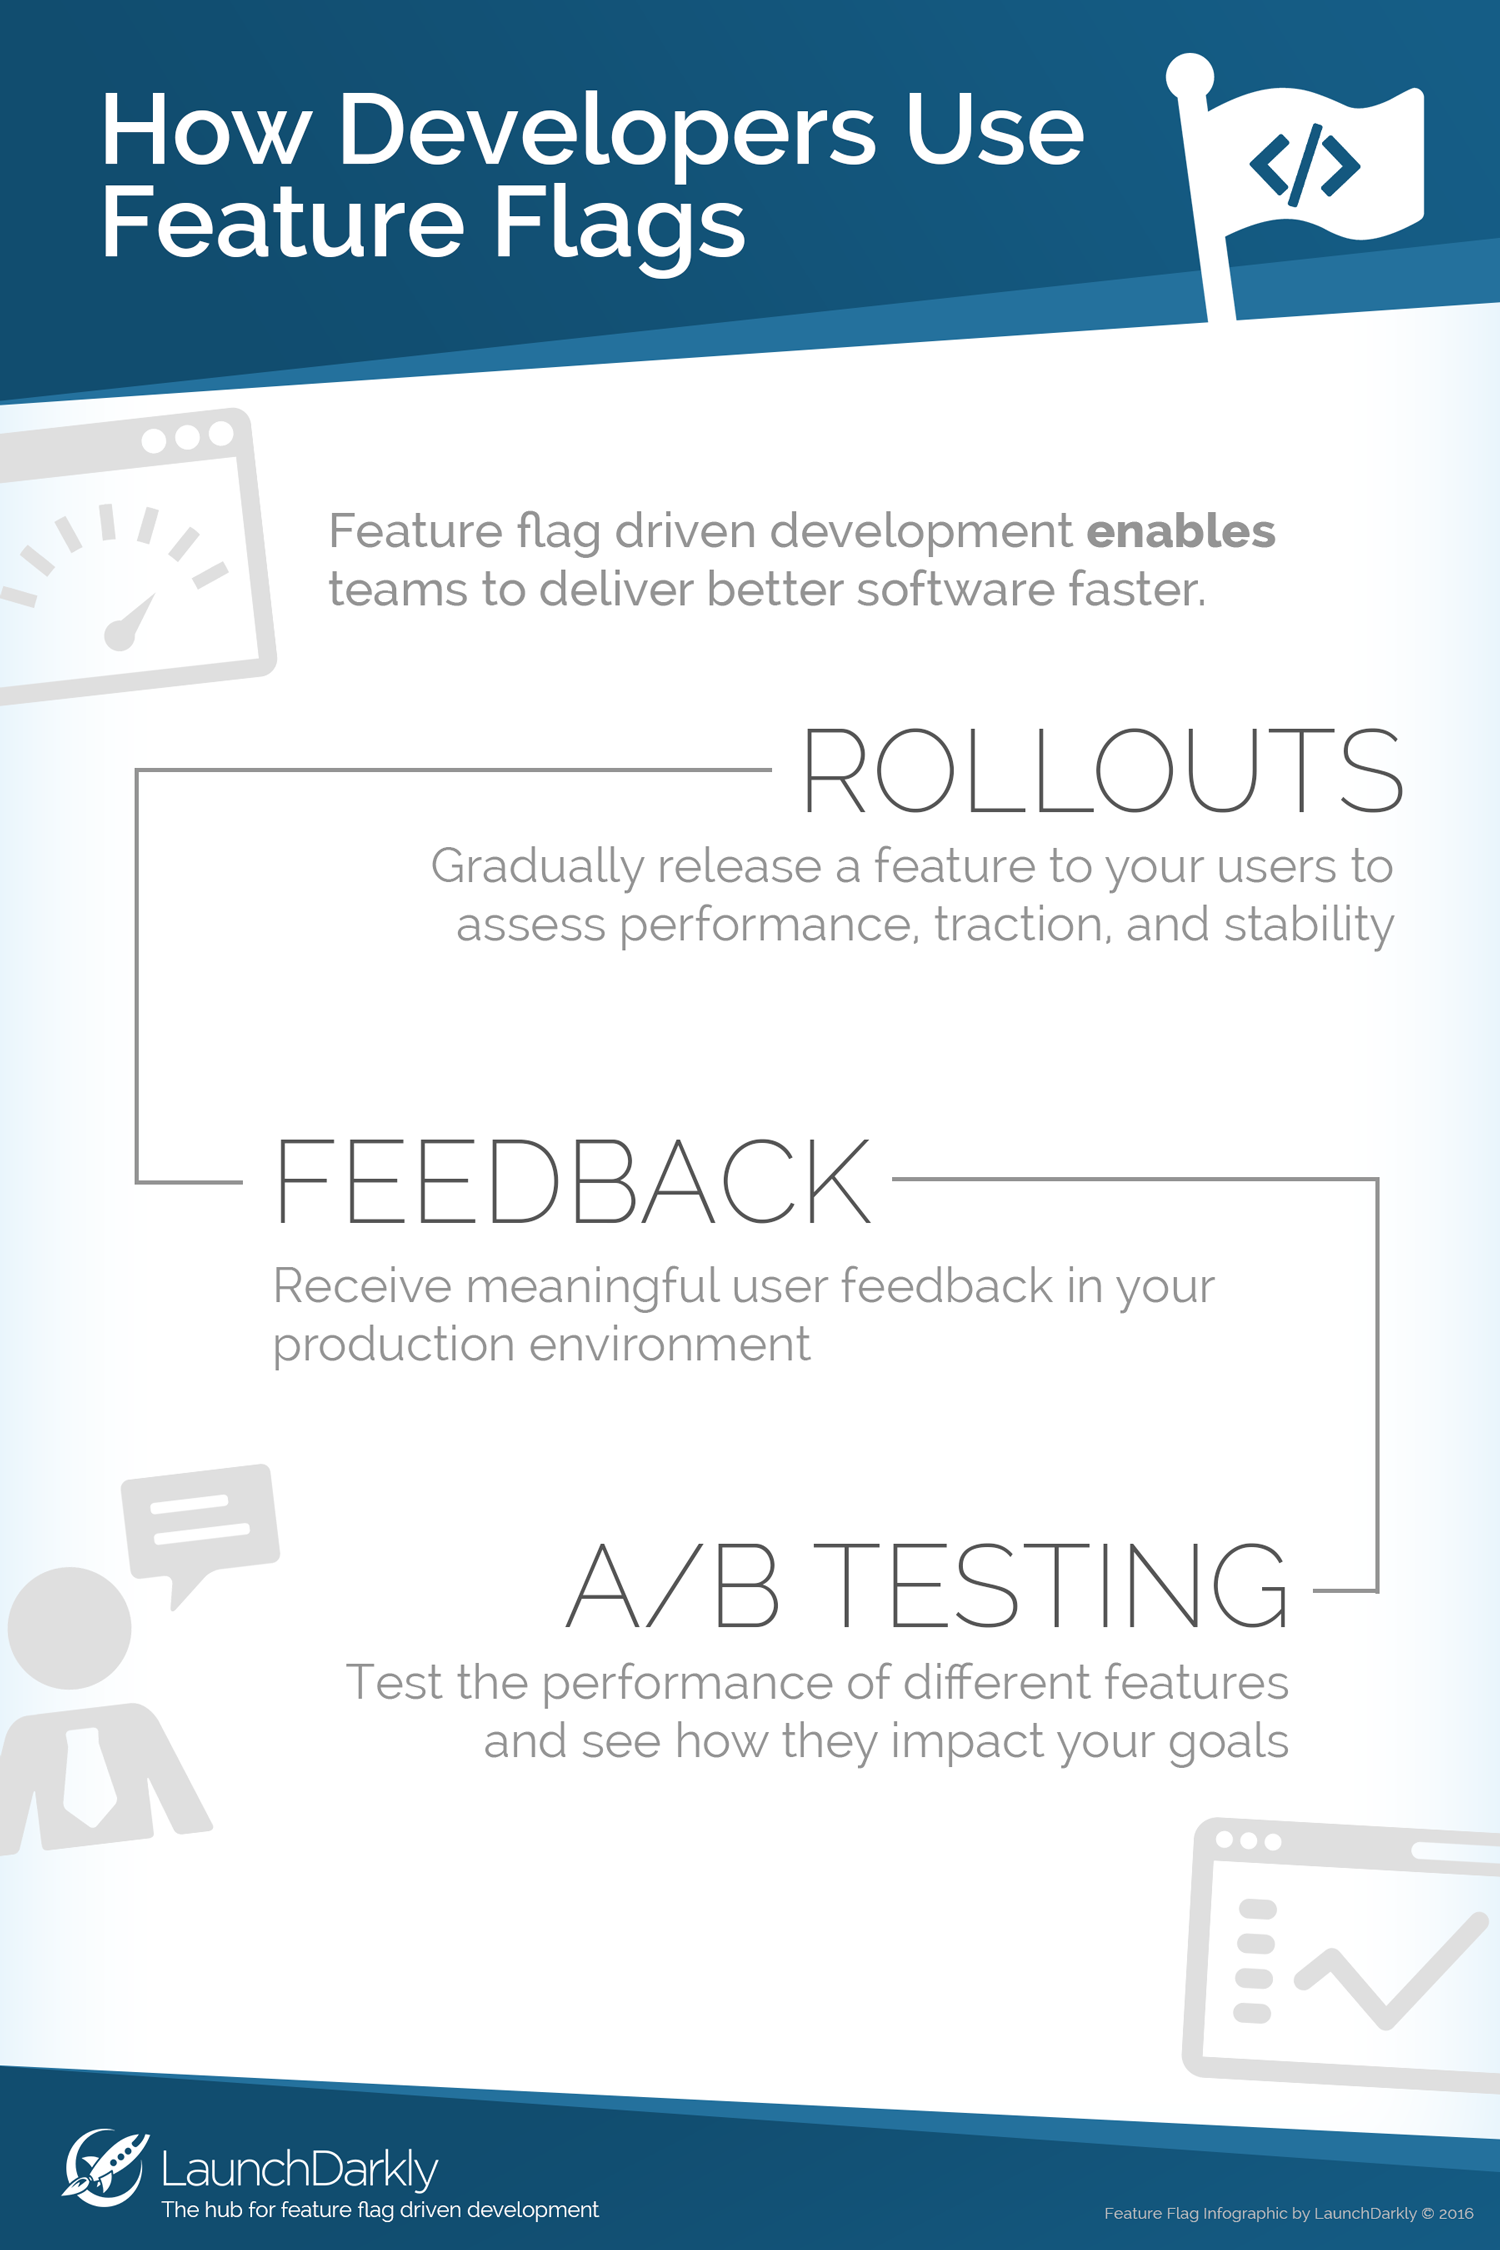 How Developers Use
Feature Flags
</>
Feature flag driven development enables
teams to deliver better software faster.
ROLLOUTS
Gradually release a feature to your users to
assess performance, traction, and stability
FEEDBACK
Receive meaningful user feedback in your
production environment
A/B TESTING
Test the performance of different features
and see how they impact your goals
LaunchDarkly
The hub for feature flag driven development
Feature Flag Infographic by LaunchDarkly © 2016